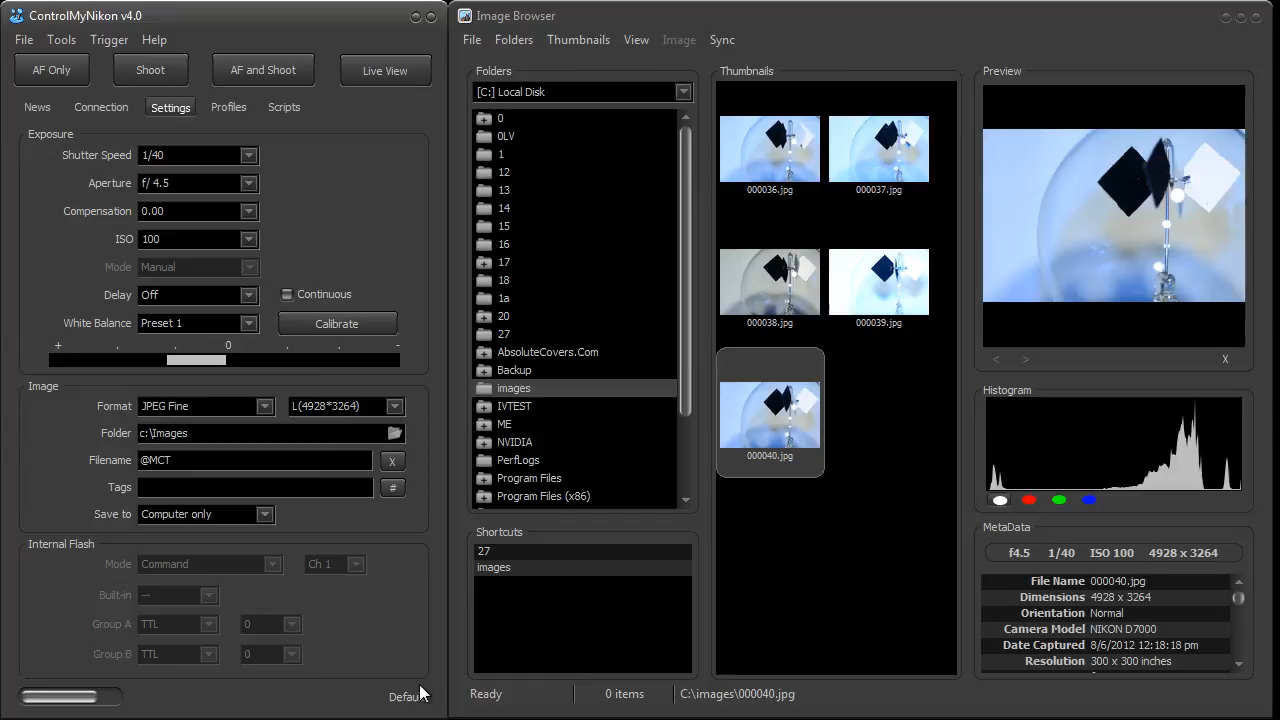 ControlMyNikon v4.0
File Tools Trigger Help
AF Only Shoot AF and Shoot Live View
News Connection Settings Profiles Scripts
Exposure
Shutter Speed 1/40
Aperture f/ 4.5
Compensation 0.00
ISO 100
Mode Manual
Delay Off Continuous
White Balance Preset 1 Calibrate
+ . . 0 . . -
Image
Format JPEG Fine L(4928*3264)
Folder c:\Images
Filename @MCT X
Tags #
Save to Computer only
Internal Flash
Mode Command Ch 1
Built-in --
Group A TTL 0
Group B TTL 0
Image Browser
File Folders Thumbnails View Image Sync
Folders
[C:] Local Disk
0
0LV
1
12
13
14
15
16
17
18
1a
20
27
AbsoluteCovers.Com
Backup
images
IVTEST
ME
NVIDIA
PerfLogs
Program Files
Program Files (x86)
Shortcuts
27
images
Thumbnails
000036.jpg 000037.jpg
000038.jpg 000039.jpg
000040.jpg
Preview
< > X
Histogram
MetaData
f4.5 1/40 ISO 100 4928 x 3264
File Name 000040.jpg
Dimensions 4928 x 3264
Orientation Normal
Camera Model NIKON D7000
Date Captured 8/6/2012 12:18:18 pm
Resolution 300 x 300 inches
Ready 0 items C:\images\000040.jpg